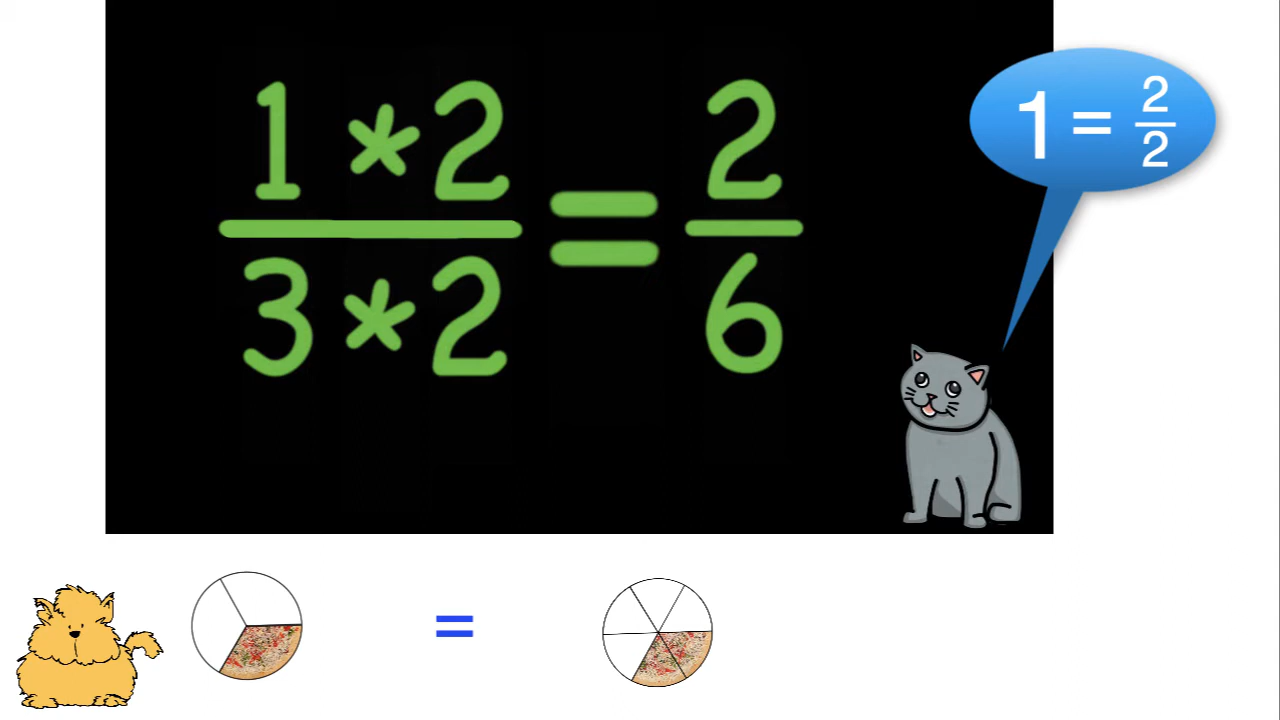 1 * 2
3 * 2
=
2
6
1 = 2/2
=